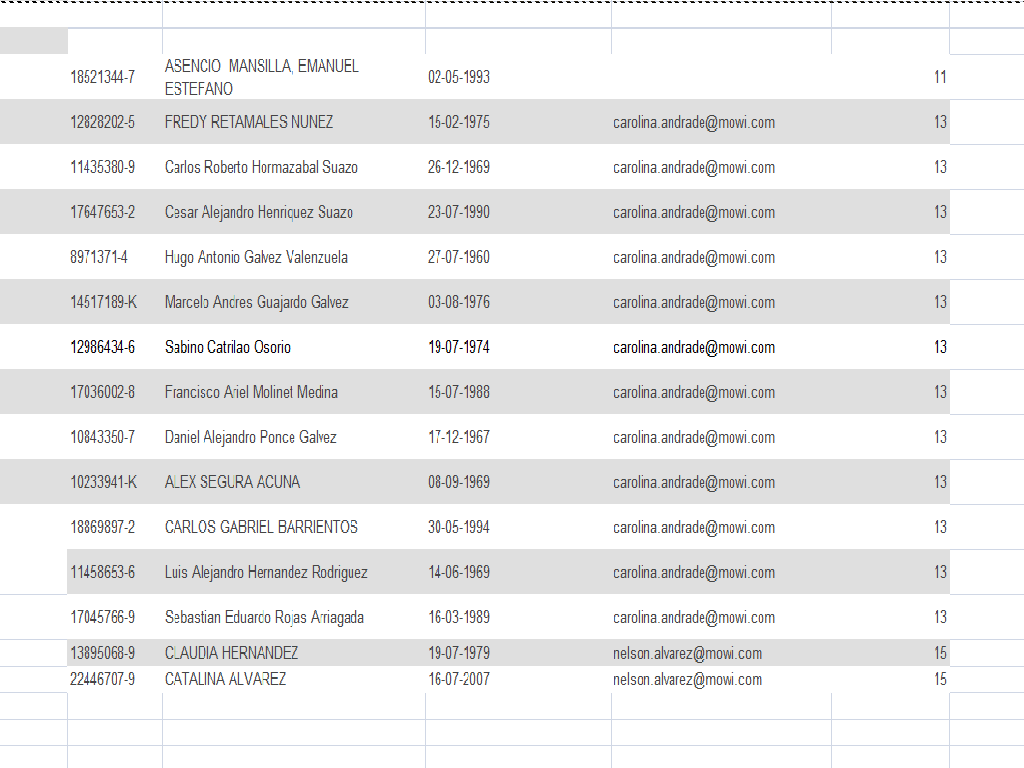 18521344-7 ASENCIO MANSILLA, EMANUEL ESTEFANO 02-05-1993 11
12828202-5 FREDY RETAMALES NUNEZ 15-02-1975 carolina.andrade@mowi.com 13
11435380-9 Carlos Roberto Hormazabal Suazo 26-12-1969 carolina.andrade@mowi.com 13
17647653-2 Cesar Alejandro Henriquez Suazo 23-07-1990 carolina.andrade@mowi.com 13
8971371-4 Hugo Antonio Galvez Valenzuela 27-07-1960 carolina.andrade@mowi.com 13
14517189-K Marcelo Andres Guajardo Galvez 03-08-1976 carolina.andrade@mowi.com 13
12986434-6 Sabino Catrilao Osorio 19-07-1974 carolina.andrade@mowi.com 13
17036002-8 Francisco Ariel Molinet Medina 15-07-1988 carolina.andrade@mowi.com 13
10843350-7 Daniel Alejandro Ponce Galvez 17-12-1967 carolina.andrade@mowi.com 13
10233941-K ALEX SEGURA ACUNA 08-09-1969 carolina.andrade@mowi.com 13
18869897-2 CARLOS GABRIEL BARRIENTOS 30-05-1994 carolina.andrade@mowi.com 13
11458653-6 Luis Alejandro Hernandez Rodriguez 14-06-1969 carolina.andrade@mowi.com 13
17045766-9 Sebastian Eduardo Rojas Arriagada 16-03-1989 carolina.andrade@mowi.com 13
13895068-9 CLAUDIA HERNANDEZ 19-07-1979 nelson.alvarez@mowi.com 15
22446707-9 CATALINA ALVAREZ 16-07-2007 nelson.alvarez@mowi.com 15